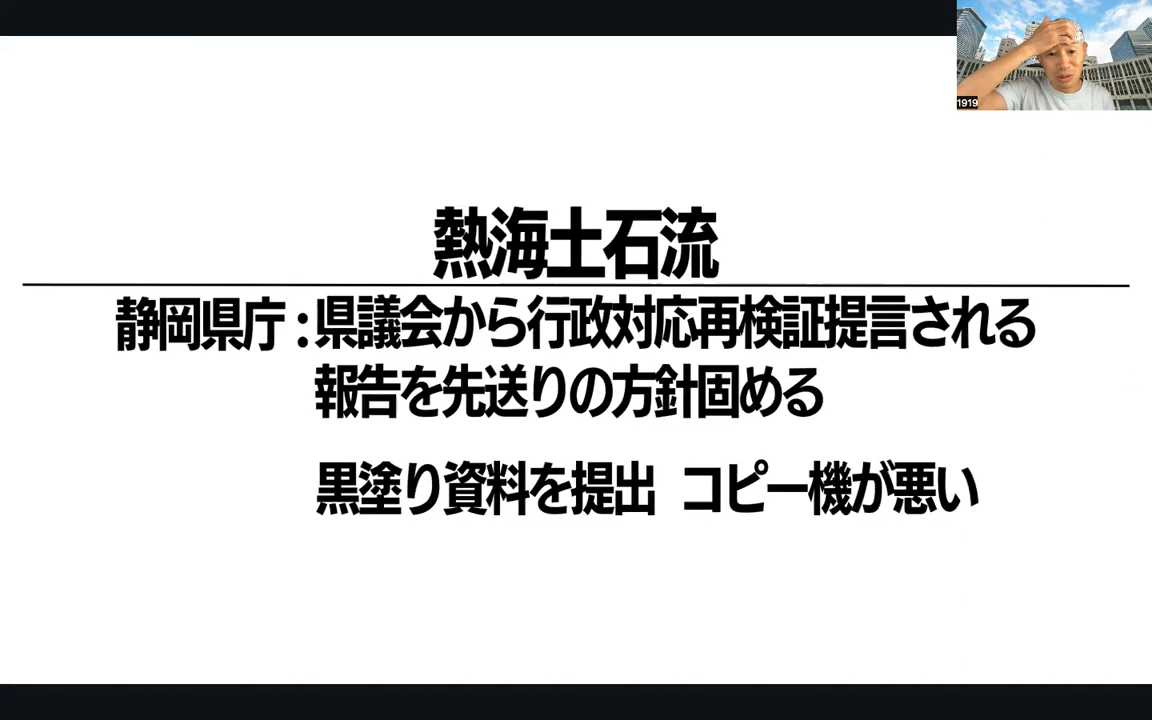 1919
熱海土石流
静岡県庁：県議会から行政対応再検証提言される
報告を先送りの方針固める
黒塗り資料を提出 コピー機が悪い